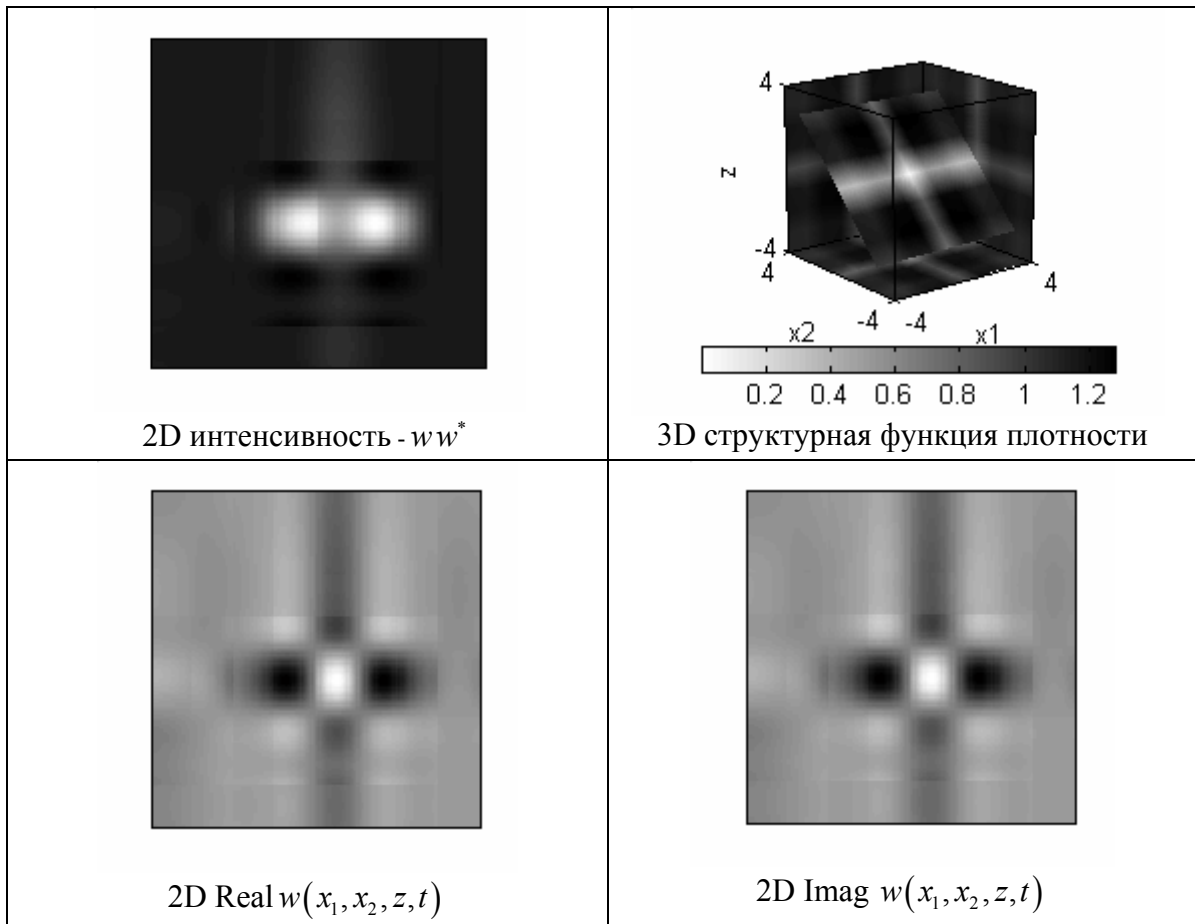 4
z
-4
4
-4 -4
4
x2 x1
0.2 0.4 0.6 0.8 1 1.2
2D интенсивность - ww*
3D структурная функция плотности
2D Real w(x₁, x₂, z, t)
2D Imag w(x₁, x₂, z, t)